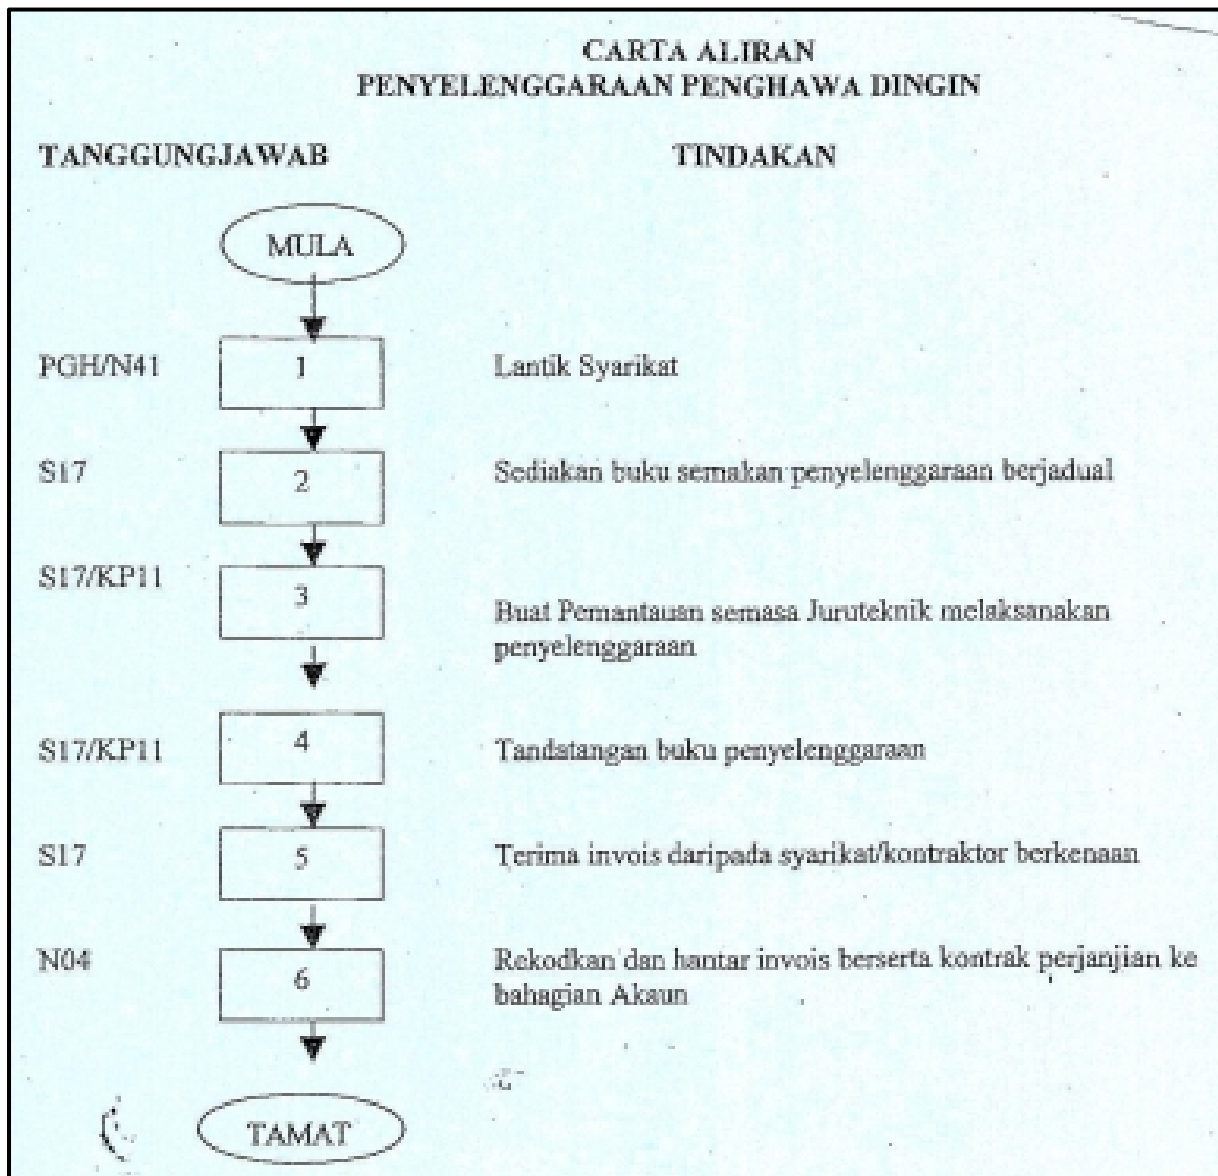 CARTA ALIRAN
PENYELENGGARAAN PENGHAWA DINGIN
TANGGUNGJAWAB TINDAKAN
MULA
PGH/N41 1 Lantik Syarikat
S17 2 Sediakan buku semakan penyelenggaraan berjadual
S17/KP11 3 Buat Pemantauan semasa Juruteknik melaksanakan
penyelenggaraan
S17/KP11 4 Tandatangan buku penyelenggaraan
S17 5 Terima invois daripada syarikat/kontraktor berkenaan
N04 6 Rekodkan dan hantar invois berserta kontrak perjanjian ke
bahagian Akaun
TAMAT